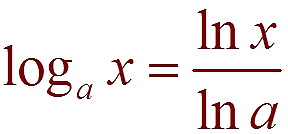 logₐ x = ln x / ln a